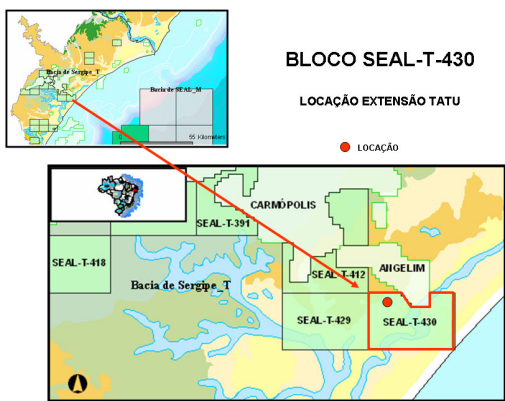 BLOCO SEAL-T-430
LOCAÇÃO EXTENSÃO TATU
LOCAÇÃO
Bacia de Sergipe_T
Bacia de SEAL_M
0 55 Kilometers
CARMÓPOLIS
SEAL-T-391
SEAL-T-418
SEAL-T-412
ANGELIM
Bacia de Sergipe_T
SEAL-T-429
SEAL-T-430